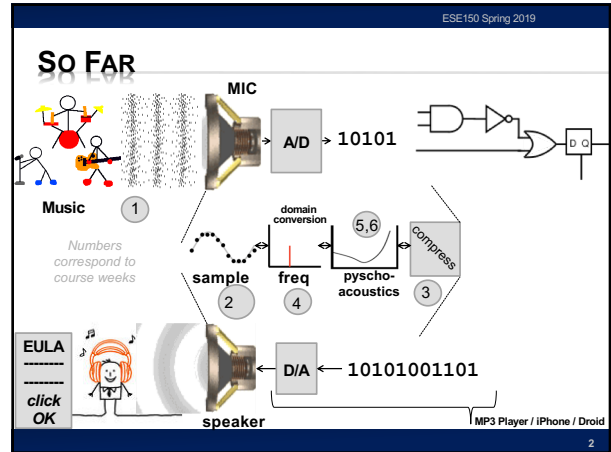 ESE150 Spring 2019
SO FAR
MIC
A/D
10101
D Q
Music
1
Numbers
correspond to
course weeks
domain
conversion
5,6
compress
sample
freq
pyscho-
acoustics
2
4
3
EULA
--------
--------
click
OK
D/A
10101001101
speaker
MP3 Player / iPhone / Droid
2